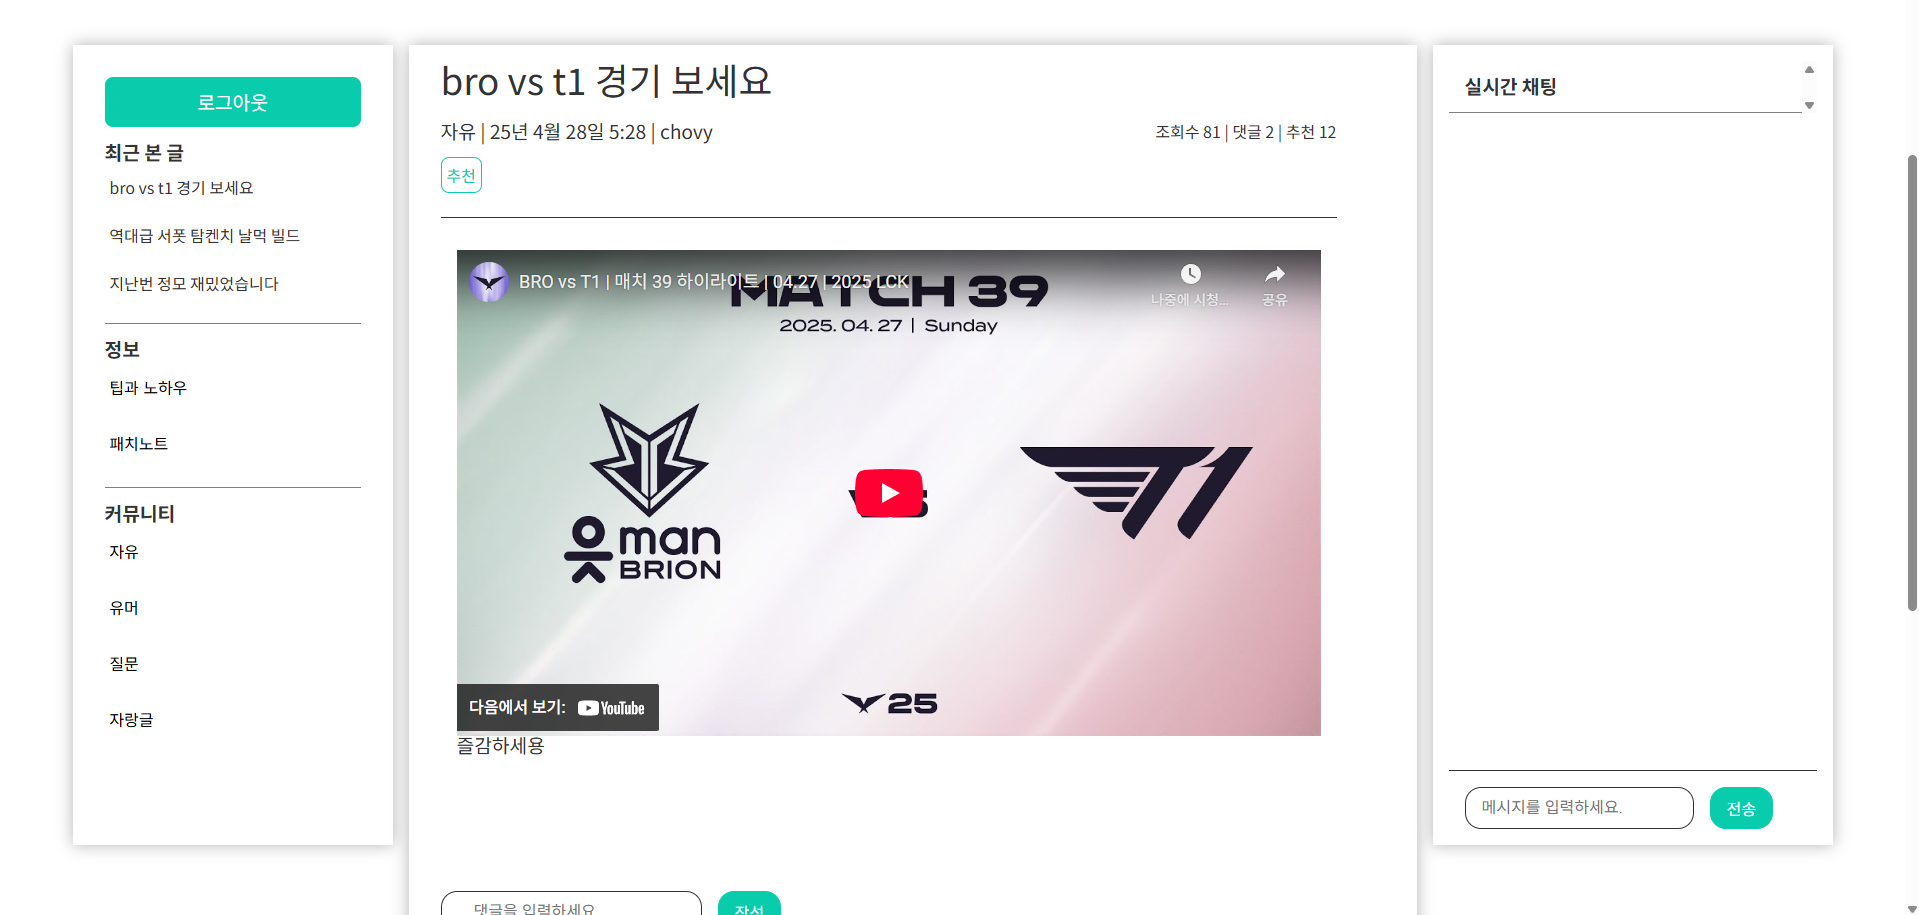 로그아웃
최근 본 글
bro vs t1 경기 보세요
역대급 서폿 탐켄치 날먹 빌드
지난번 정모 재밌었습니다
정보
팁과 노하우
패치노트
커뮤니티
자유
유머
질문
자랑글
bro vs t1 경기 보세요
자유 | 25년 4월 28일 5:28 | chovy
조회수 81 | 댓글 2 | 추천 12
추천
BRO vs T1 | 매치 39 하이라이트 | 04.27 | 2025 LCK
나중에 시청...
공유
MATCH 39
2025. 04. 27 | Sunday
man
BRION
T1
25
다음에서 보기: YouTube
즐감하세용
댓글을 입력하세요
작성
실시간 채팅
메시지를 입력하세요.
전송